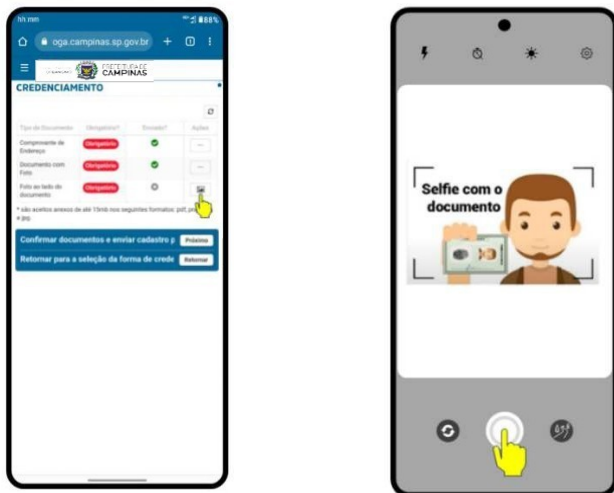 hh:mm
88%
oga.campinas.sp.gov.br
PREFEITURA DE
CAMPINAS
CREDENCIAMENTO
Tipo de Documento Obrigatório? Enviado? Ações
Comprovante de
Endereço
Obrigatório
Documento com
Foto
Obrigatório
Foto ao lado do
documento
Obrigatório
* são aceitos anexos de até 15mb nos seguintes formatos: pdf,
e jpg.
Confirmar documentos e enviar cadastro p
Próximo
Retornar para a seleção da forma de crede
Retornar
Selfie com o
documento